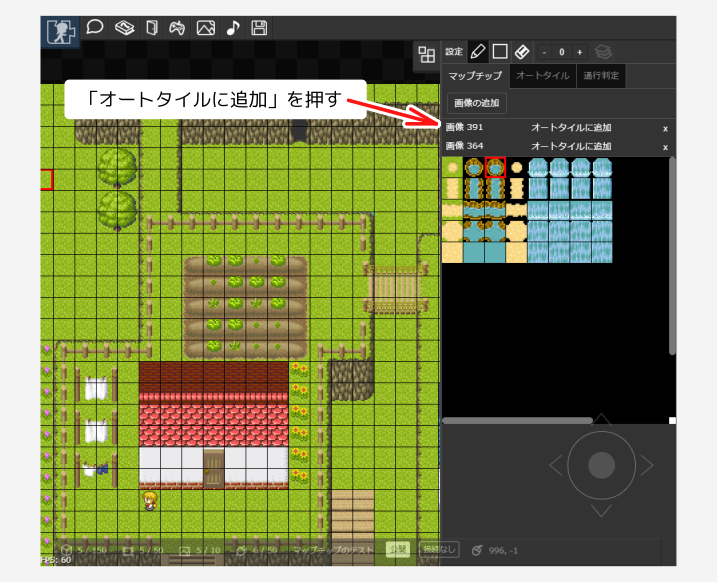 設定
- 0 +
マップチップ オートタイル 通行判定
「オートタイルに追加」を押す
画像の追加
画像 391 オートタイルに追加 x
画像 364 オートタイルに追加 x
5 / 150 5 / 50 5 / 10 6 / 50 マップチップのテスト 公開 接続なし 996, -1
FPS: 60